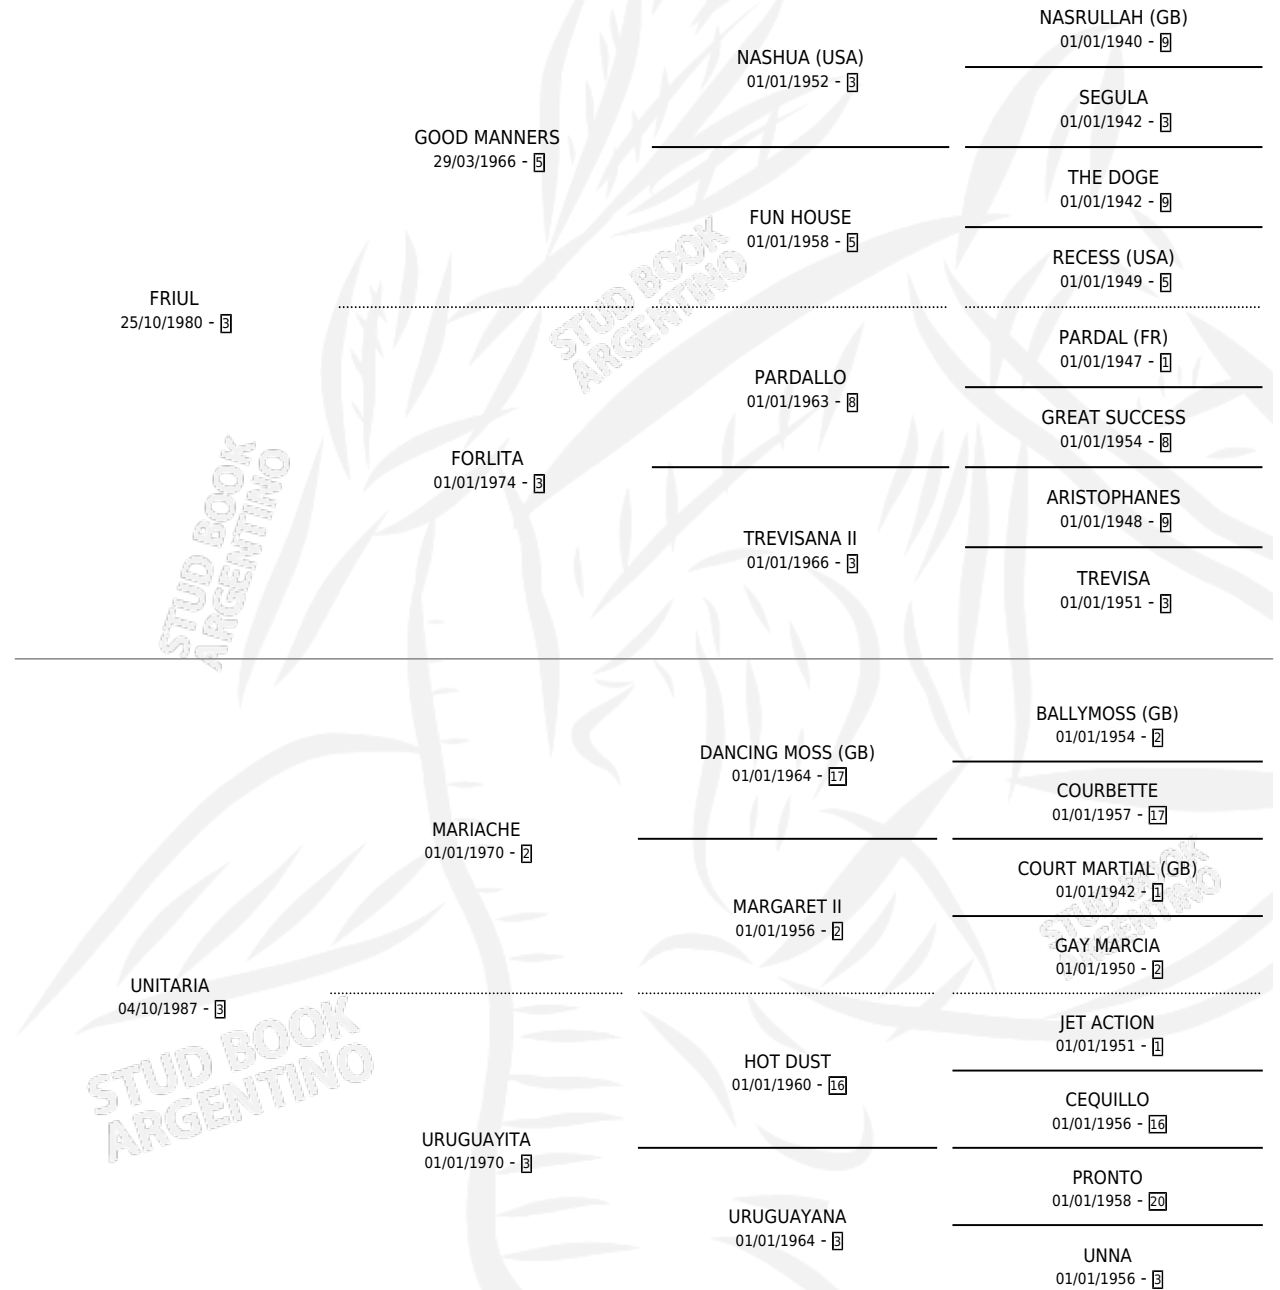 NASRULLAH (GB)
01/01/1940 - 9
NASHUA (USA)
01/01/1952 - 3
SEGULA
01/01/1942 - 3
GOOD MANNERS
29/03/1966 - 5
THE DOGE
01/01/1942 - 9
FUN HOUSE
01/01/1958 - 5
RECESS (USA)
01/01/1949 - 5
FRIUL
25/10/1980 - 3
PARDAL (FR)
01/01/1947 - 1
PARDALLO
01/01/1963 - 8
GREAT SUCCESS
01/01/1954 - 8
FORLITA
01/01/1974 - 3
ARISTOPHANES
01/01/1948 - 9
TREVISANA II
01/01/1966 - 3
TREVISA
01/01/1951 - 3
BALLYMOSS (GB)
01/01/1954 - 2
DANCING MOSS (GB)
01/01/1964 - 17
COURBETTE
01/01/1957 - 17
MARIACHE
01/01/1970 - 2
COURT MARTIAL (GB)
01/01/1942 - 1
MARGARET II
01/01/1956 - 2
GAY MARCIA
01/01/1950 - 2
UNITARIA
04/10/1987 - 3
JET ACTION
01/01/1951 - 1
HOT DUST
01/01/1960 - 16
CEQUILLO
01/01/1956 - 16
URUGUAYITA
01/01/1970 - 3
PRONTO
01/01/1958 - 20
URUGUAYANA
01/01/1964 - 3
UNNA
01/01/1956 - 3
STUD BOOK
ARGENTINO
STUD BOOK
ARGENTINO
STUD BOOK
ARGENTINO
STUD BOOK
ARGENTINO